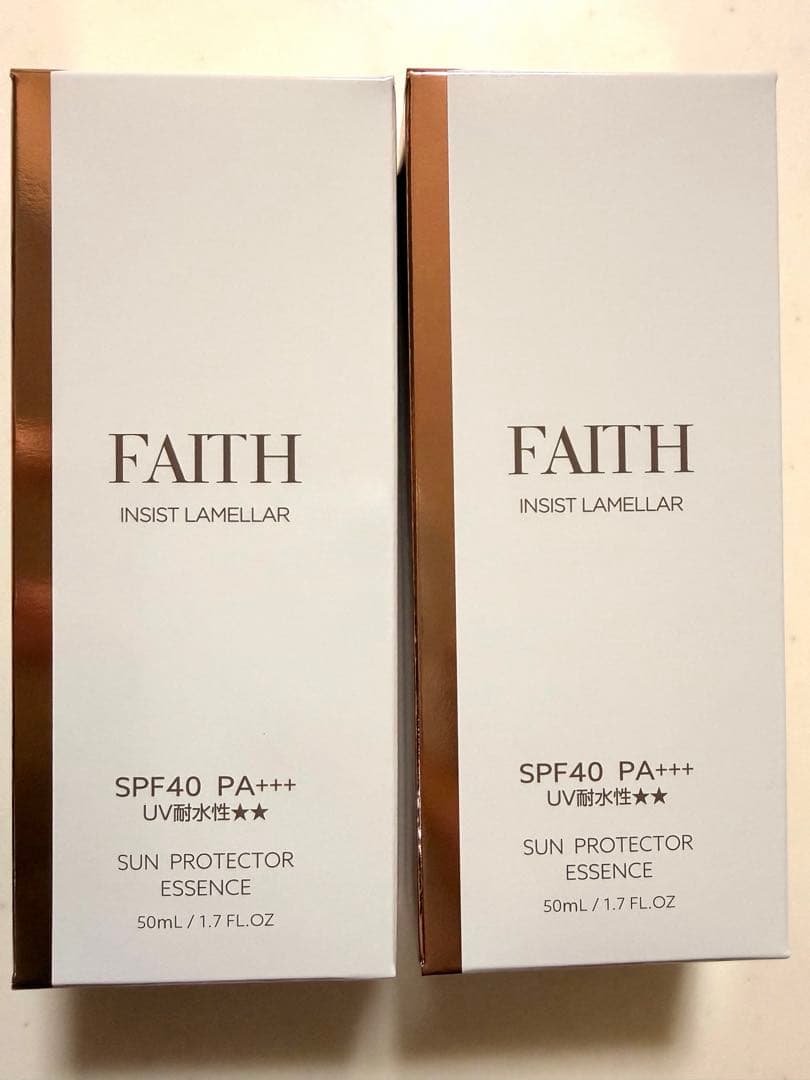 FAITH
INSIST LAMELLAR
SPF40 PA+++
UV耐水性★★
SUN PROTECTOR
ESSENCE
50mL / 1.7 FL.OZ
FAITH
INSIST LAMELLAR
SPF40 PA+++
UV耐水性★★
SUN PROTECTOR
ESSENCE
50mL / 1.7 FL.OZ